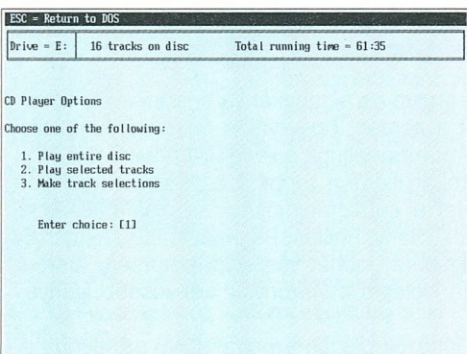 ESC = Return to DOS
Drive = E: 16 tracks on disc Total running time = 61:35
CD Player Options
Choose one of the following:
1. Play entire disc
2. Play selected tracks
3. Make track selections
Enter choice: [1]